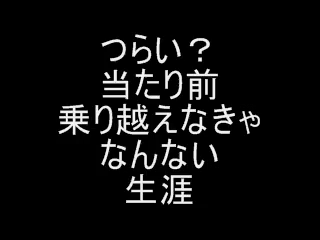 つらい？
当たり前
乗り越えなきゃ
なんない
生涯